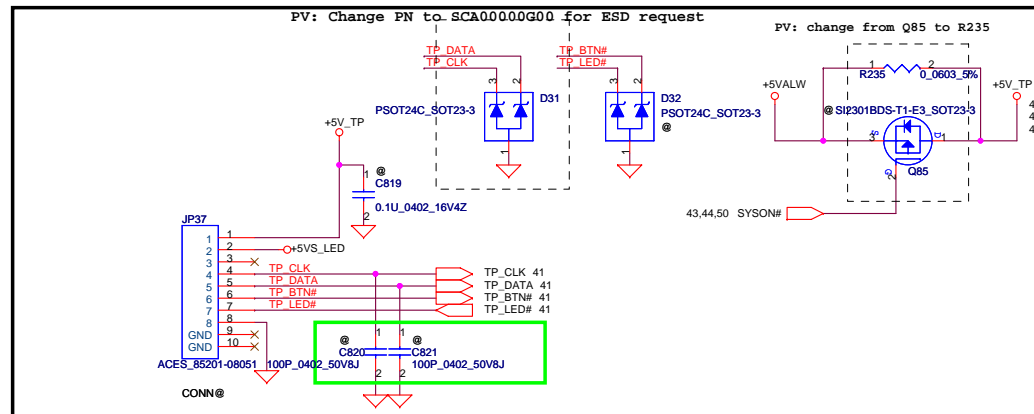 PV: Change PN to SCA00000G00 for ESD request
PV: change from Q85 to R235
TP_DATA
TP_CLK
3
2
D31
PSOT24C_SOT23-3
1
TP_BTN#
TP_LED#
3
2
D32
PSOT24C_SOT23-3
@
1
1
2
R235
0_0603_5%
+5VALW
+5V_TP
4
4
4
@ SI2301BDS-T1-E3_SOT23-3
S
D
3
1
G
2
Q85
43,44,50 SYSON#
+5V_TP
@
1
C819
0.1U_0402_16V4Z
2
JP37
1 1
2 2 +5VS_LED
3 3
4 4 TP_CLK TP_CLK 41
5 5 TP_DATA TP_DATA 41
6 6 TP_BTN# TP_BTN# 41
7 7 TP_LED# TP_LED# 41
8 8
GND 9
GND 10
ACES_85201-08051
CONN@
@ 1 1 @
C820 C821
100P_0402_50V8J 100P_0402_50V8J
2 2